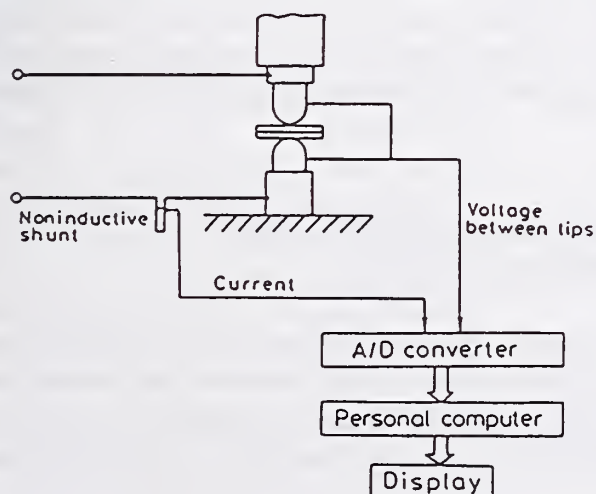 Noninductive
shunt
Voltage
between tips
Current
A/D converter
Personal computer
Display